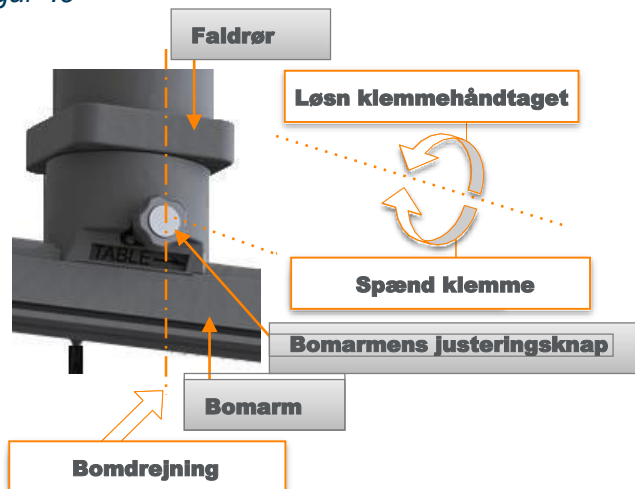 Faldrør
Løsn klemmehåndtaget
TABLE
Spænd klemme
Bomarmens justeringsknap
Bomarm
Bomdrejning